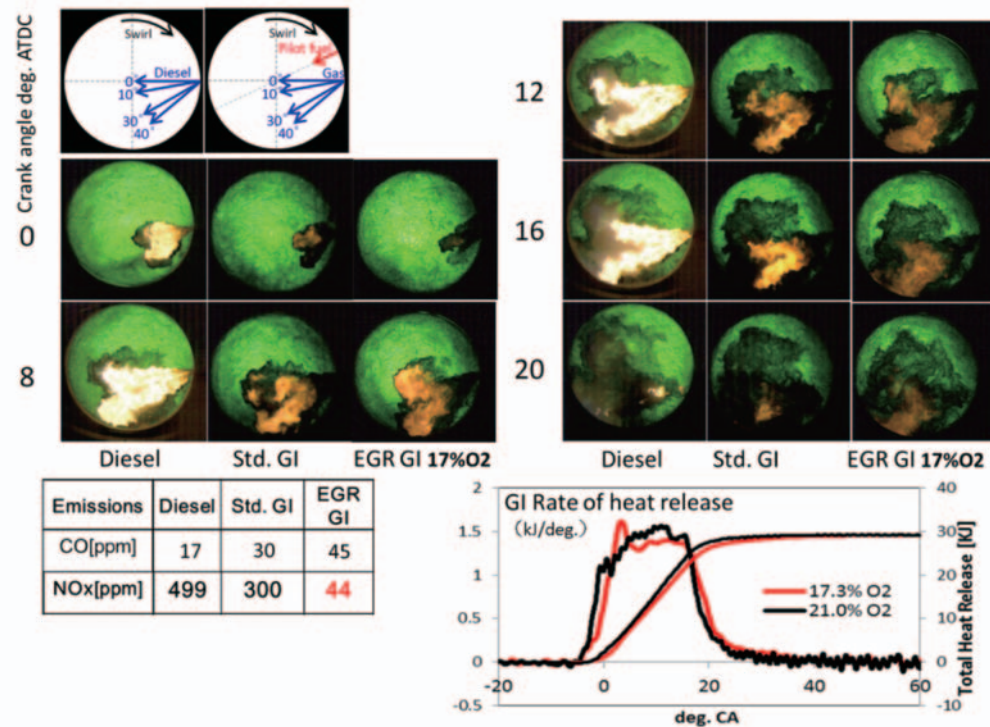 Crank angle deg. ATDC
Swirl
Diesel
0°
10°
30°
40°
Swirl
Pilot fuel
Gas
0°
10°
30°
40°
0
8
Diesel Std. GI EGR GI 17%O2
12
16
20
Diesel Std. GI EGR GI 17%O2
Emissions Diesel Std. GI EGR GI
CO[ppm] 17 30 45
NOx[ppm] 499 300 44
GI Rate of heat release
(kJ/deg.)
2
1.5
1
0.5
0
-0.5
40
30
20
10
0
-10
Total Heat Release [KJ]
17.3% O2
21.0% O2
-20 0 20 40 60
deg. CA